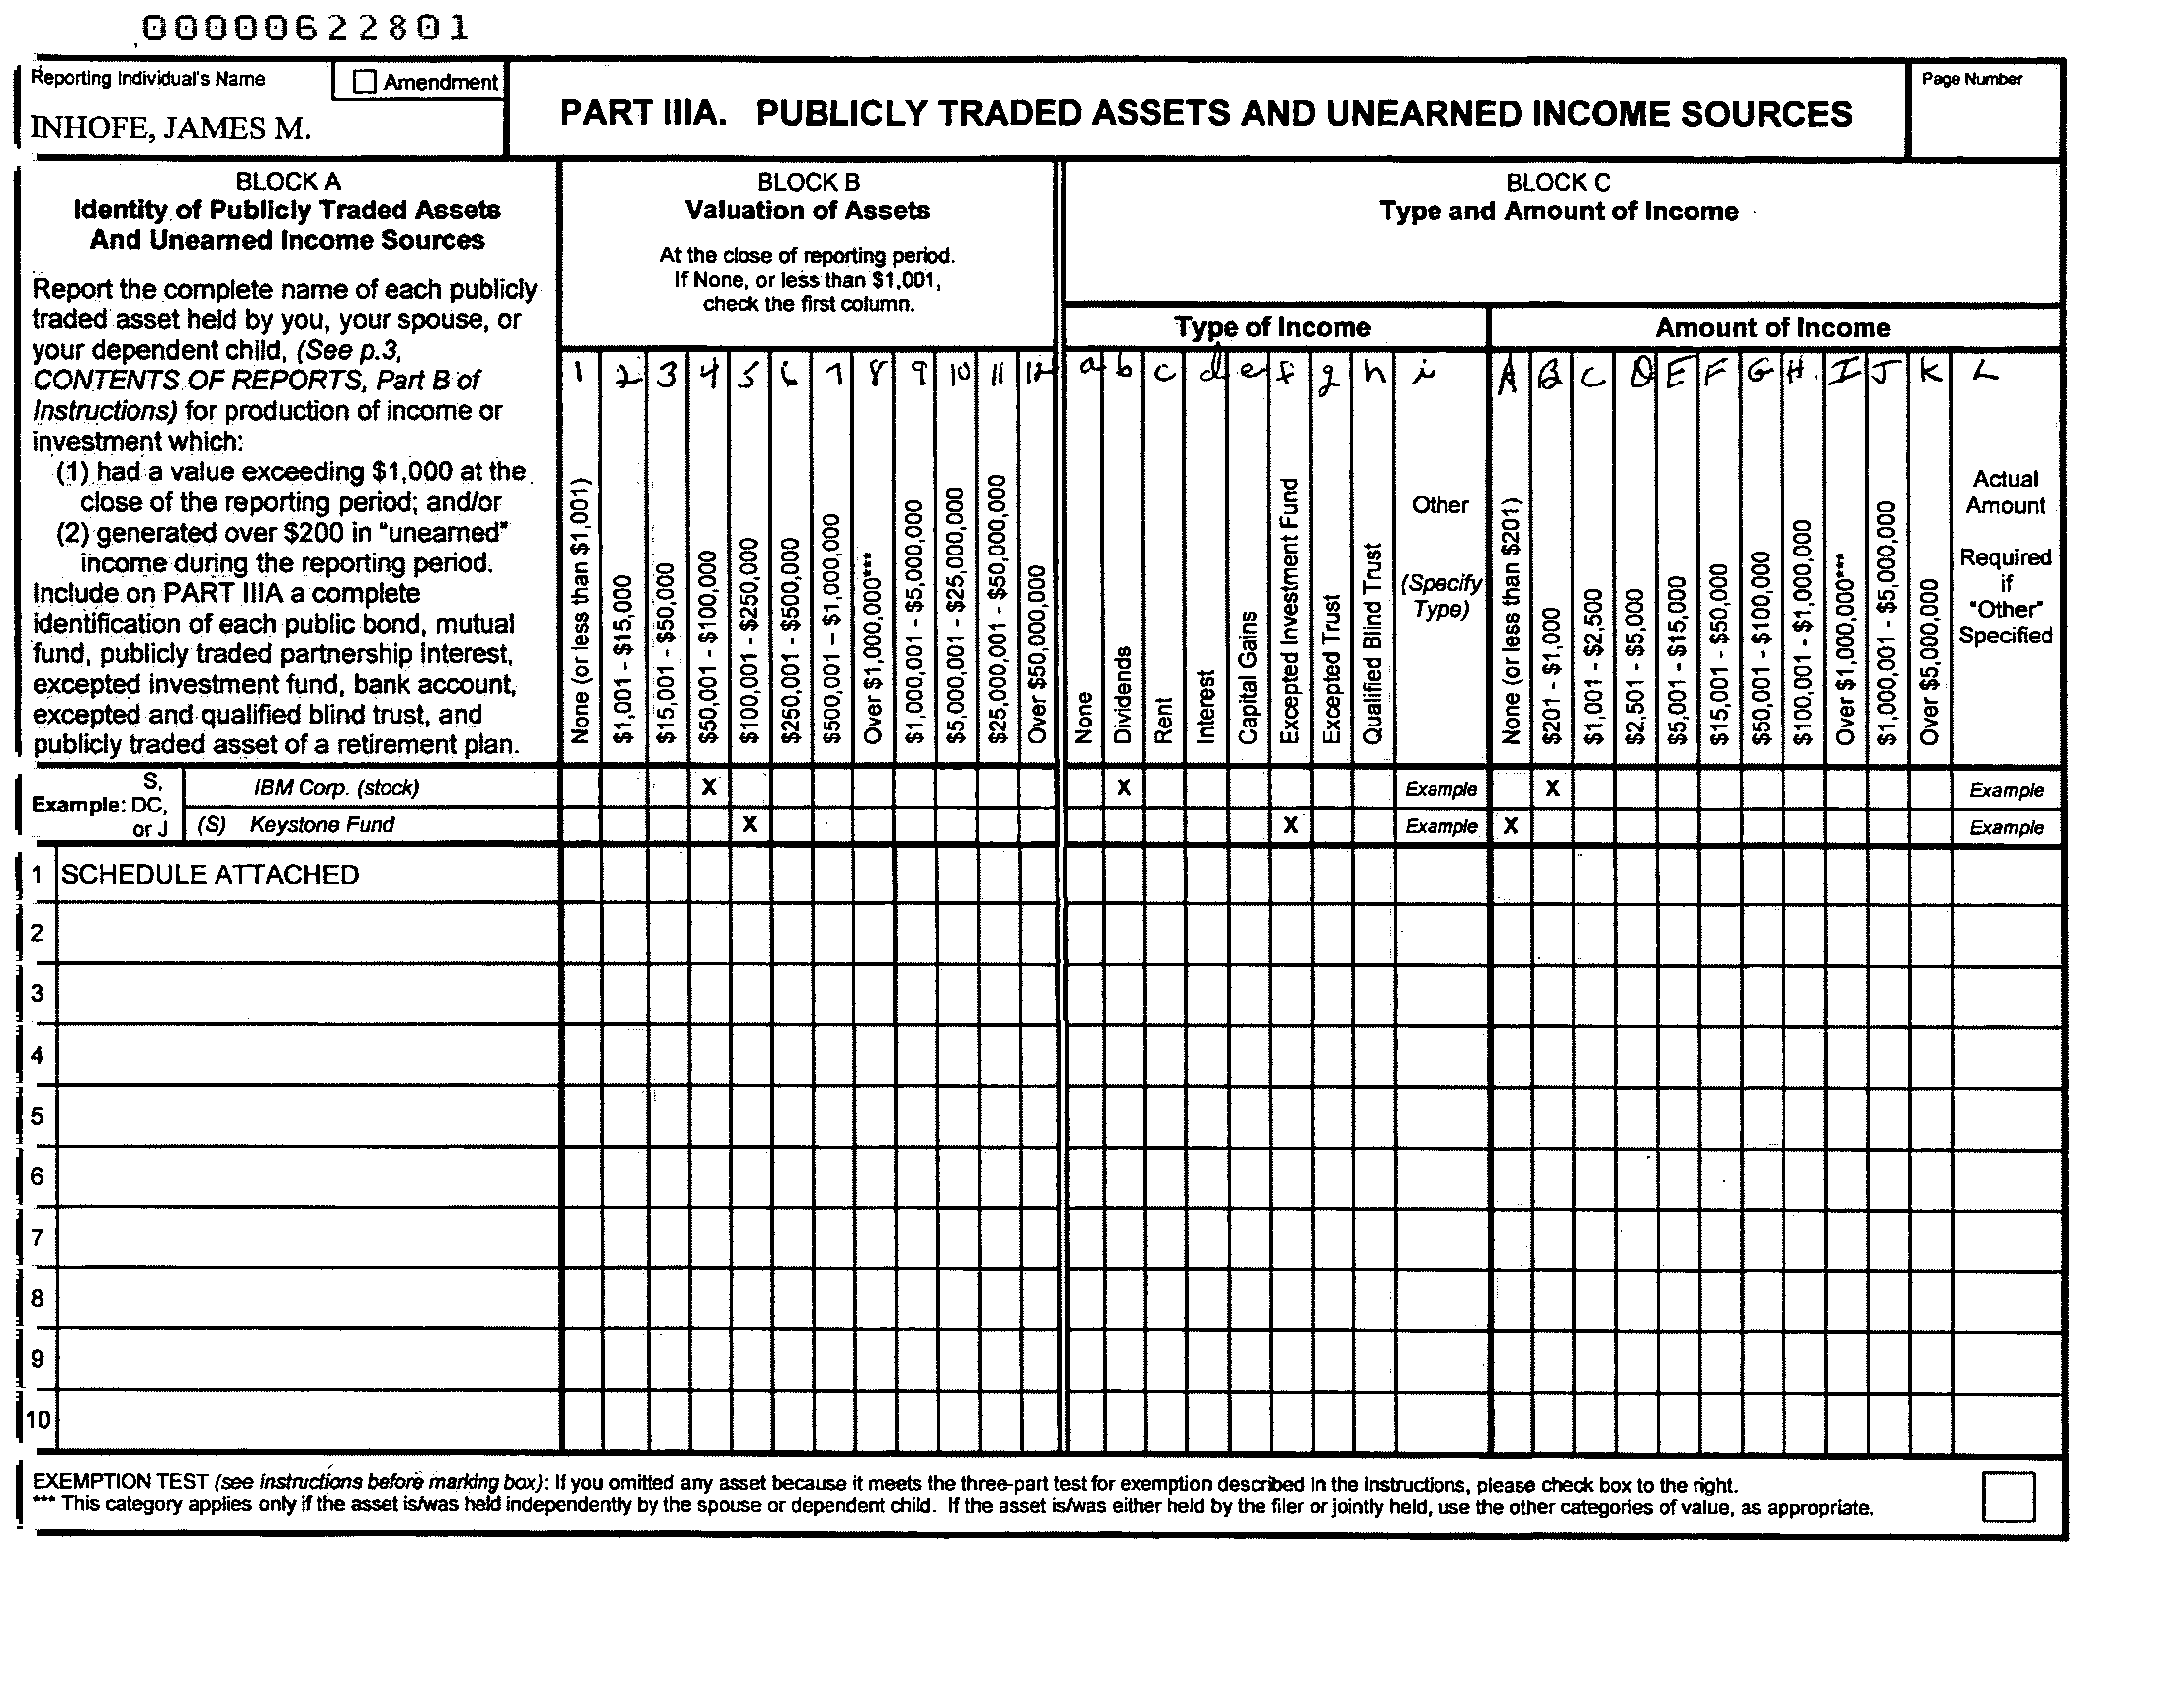 00000622801
Reporting Individual's Name
Amendment
INHOFE, JAMES M.
PART IIIA. PUBLICLY TRADED ASSETS AND UNEARNED INCOME SOURCES
Page Number
BLOCK A
Identity of Publicly Traded Assets
And Unearned Income Sources
Report the complete name of each publicly
traded asset held by you, your spouse, or
your dependent child, (See p.3,
CONTENTS OF REPORTS, Part B of
Instructions) for production of income or
investment which:
(1) had a value exceeding $1,000 at the
close of the reporting period; and/or
(2) generated over $200 in "unearned"
income during the reporting period.
Include on PART IIIA a complete
identification of each public bond, mutual
fund, publicly traded partnership interest,
excepted investment fund, bank account,
excepted and qualified blind trust, and
publicly traded asset of a retirement plan.
BLOCK B
Valuation of Assets
At the close of reporting period.
If None, or less than $1,001,
check the first column.
1 2 3 4 5 6 7 8 9 10 11 12
None (or less than $1,001)
$1,001 - $15,000
$15,001 - $50,000
$50,001 - $100,000
$100,001 - $250,000
$250,001 - $500,000
$500,001 - $1,000,000
Over $1,000,000***
$1,000,001 - $5,000,000
$5,000,001 - $25,000,000
$25,000,001 - $50,000,000
Over $50,000,000
BLOCK C
Type and Amount of Income
Type of Income
a b c d e f g h i
None
Dividends
Rent
Interest
Capital Gains
Excepted Investment Fund
Excepted Trust
Qualified Blind Trust
Other
(Specify
Type)
Amount of Income
A B C D E F G H I J K L
None (or less than $201)
$201 - $1,000
$1,001 - $2,500
$2,501 - $5,000
$5,001 - $15,000
$15,001 - $50,000
$50,001 - $100,000
$100,001 - $1,000,000
Over $1,000,000***
$1,000,001 - $5,000,000
Over $5,000,000
Actual
Amount
Required
if
"Other"
Specified
Example: S,
DC,
or J
IBM Corp. (stock) X X Example X Example
(S) Keystone Fund X X Example X Example
1 SCHEDULE ATTACHED
2
3
4
5
6
7
8
9
10
EXEMPTION TEST (see instructions before marking box): If you omitted any asset because it meets the three-part test for exemption described in the instructions, please check box to the right.
*** This category applies only if the asset is/was held independently by the spouse or dependent child. If the asset is/was either held by the filer or jointly held, use the other categories of value, as appropriate.